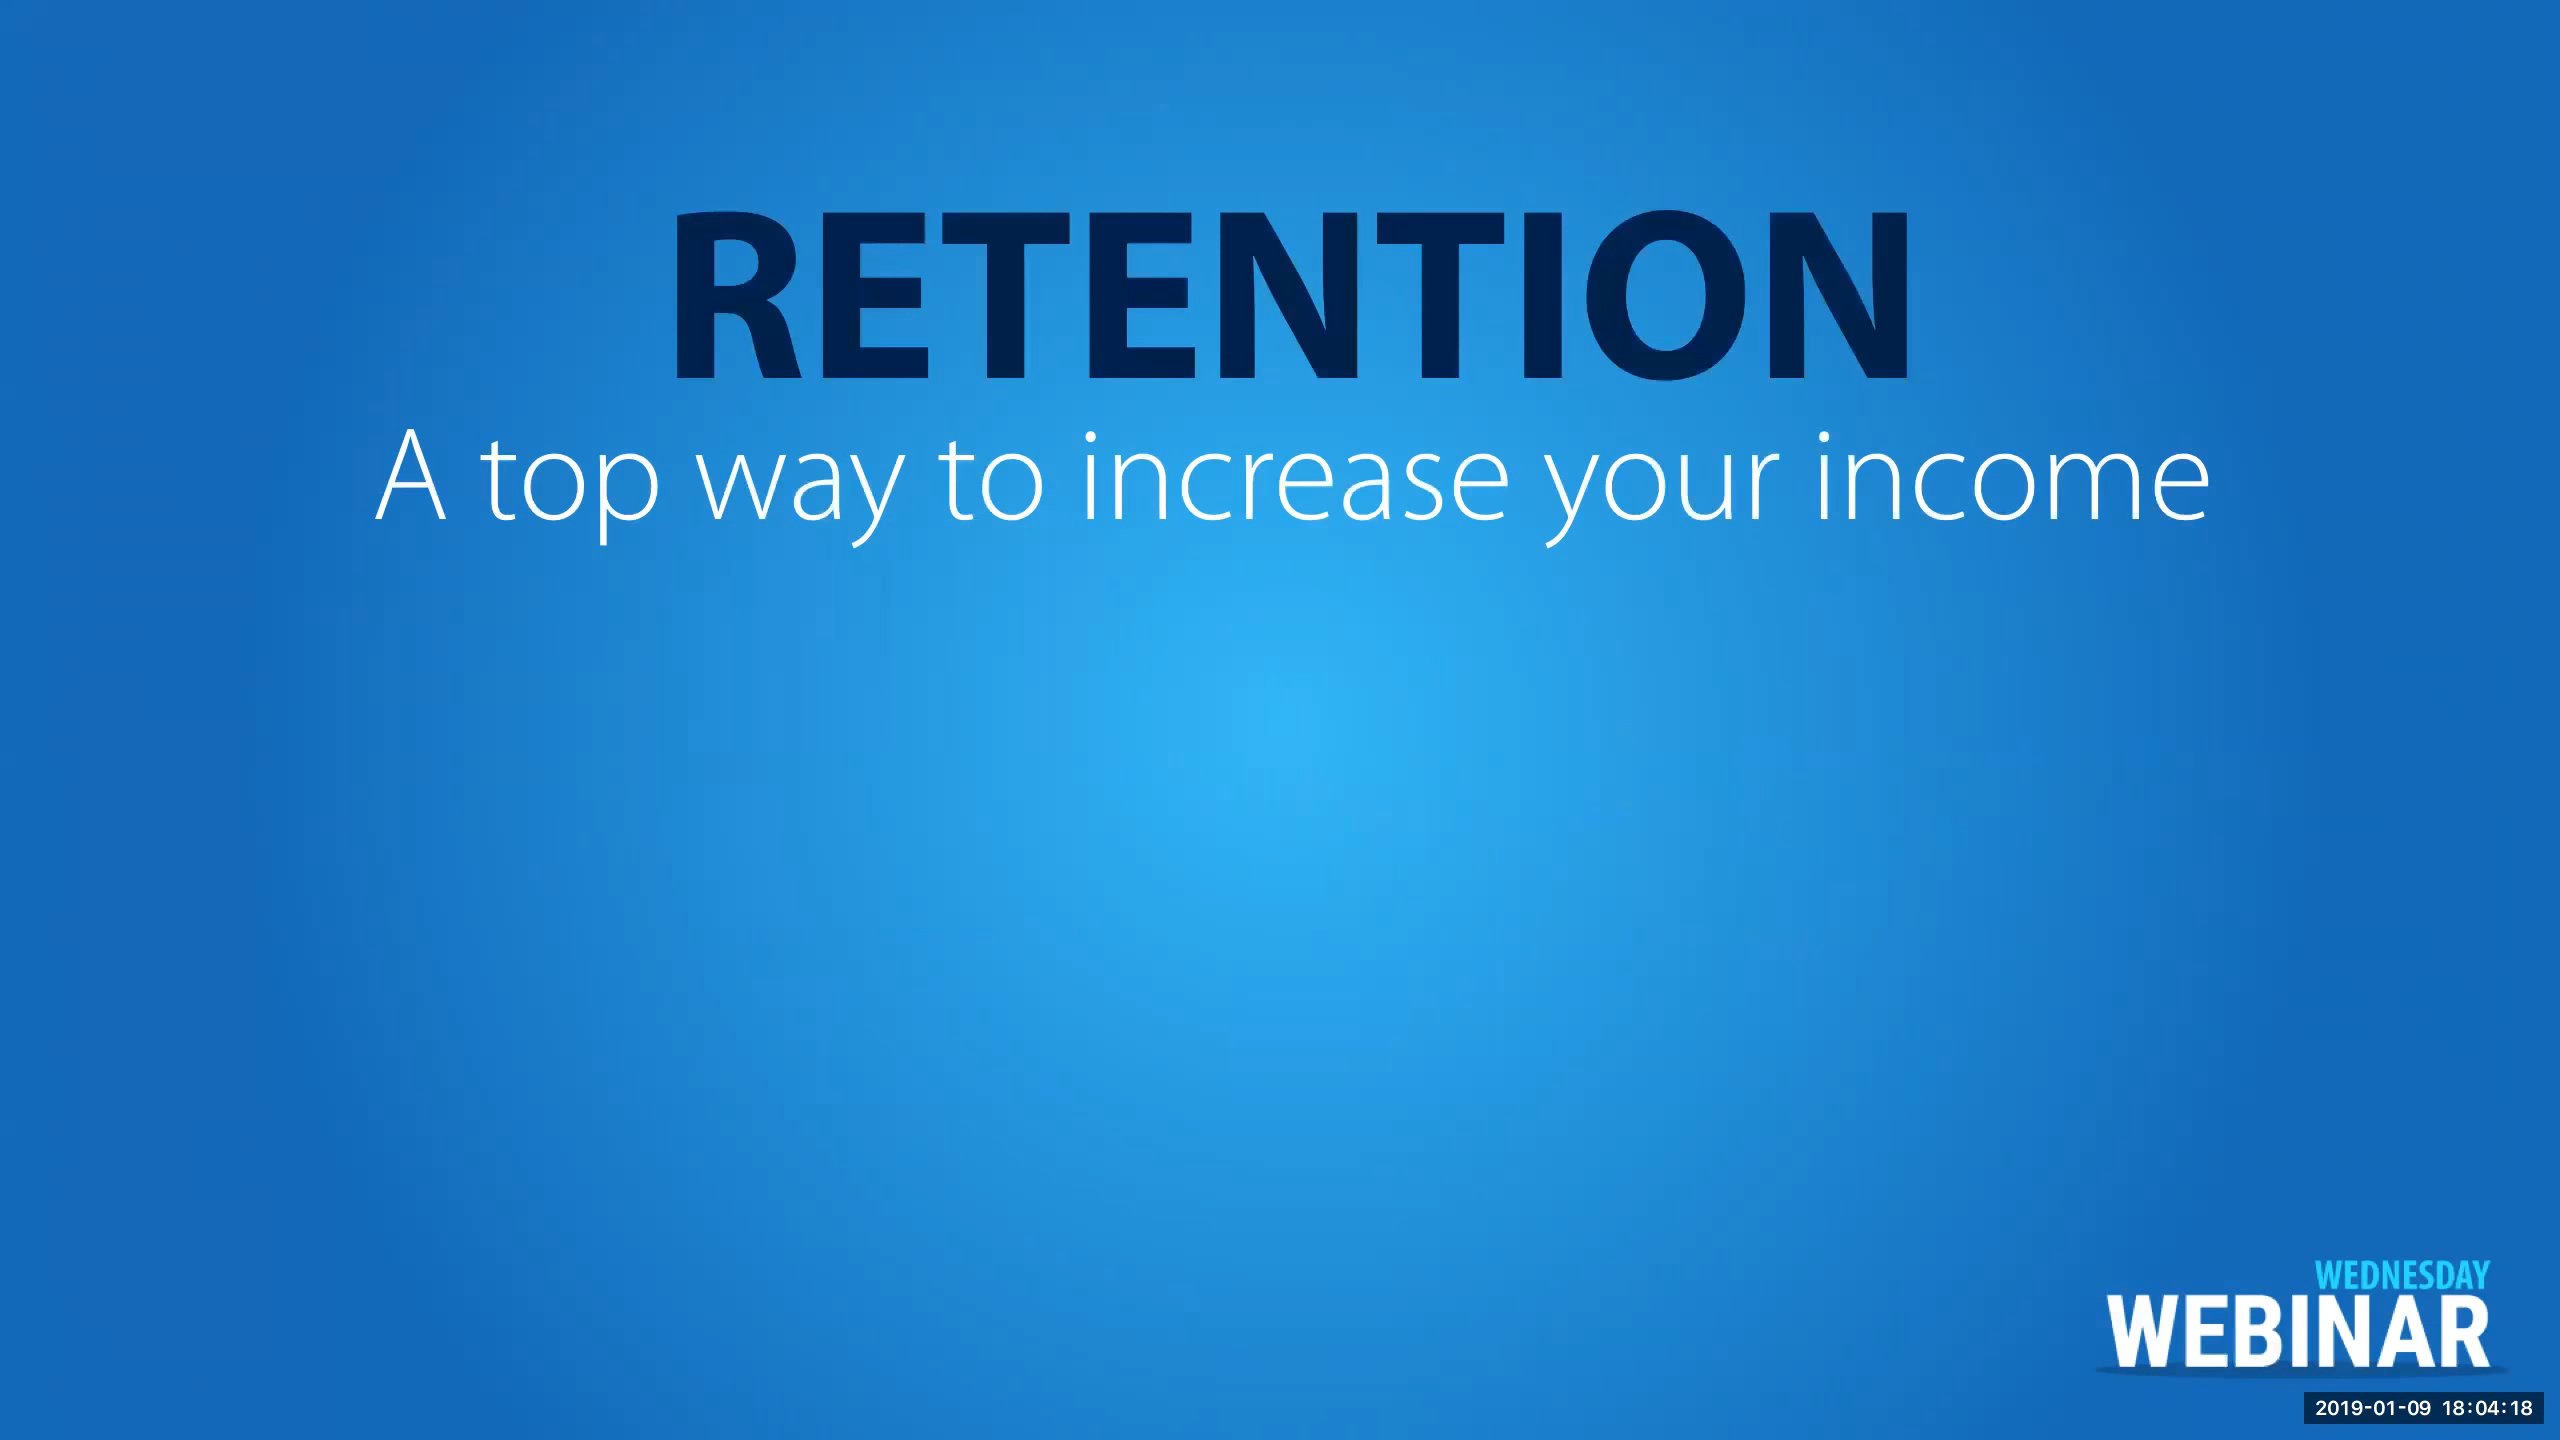 RETENTION
A top way to increase your income
WEDNESDAY
WEBINAR
2019-01-09 18:04:18